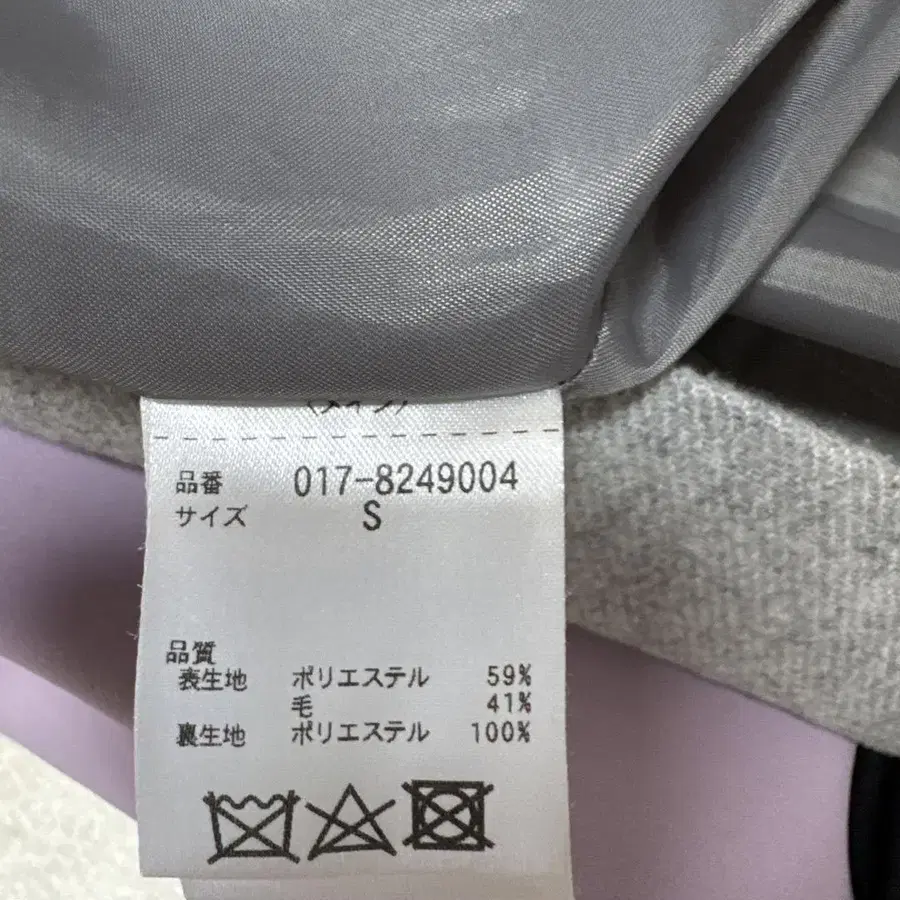 品番 017-8249004
サイズ S
品質
表生地 ポリエステル 59%
毛 41%
裏生地 ポリエステル 100%